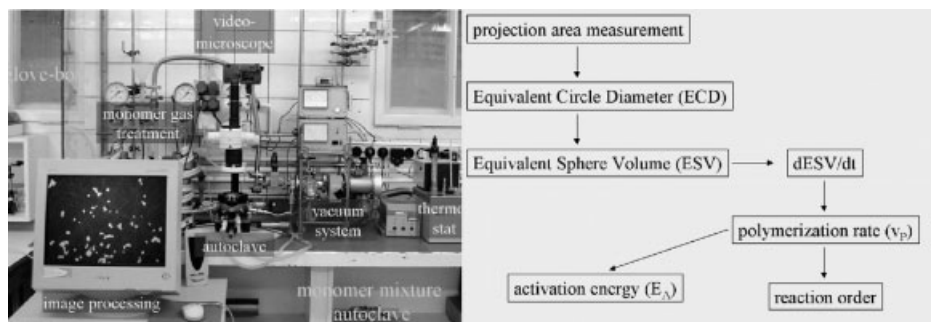 video-
microscope
glove-bo
monomer gas
treatment
vacuum
system
thermo
stat
autoclave
image processing
monomer mixture
autoclave
projection area measurement
Equivalent Circle Diameter (ECD)
Equivalent Sphere Volume (ESV)
dESV/dt
polymerization rate (vP)
activation energy (EA)
reaction order